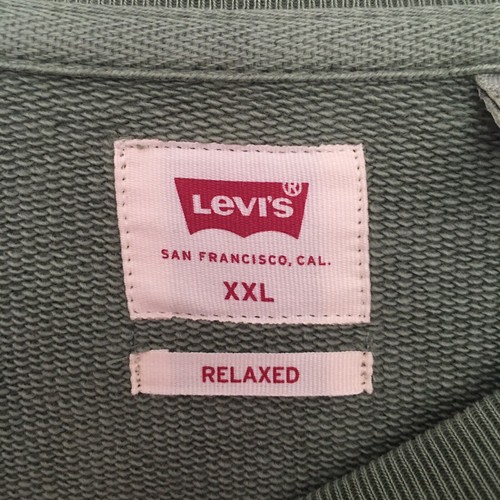 Levi's®
SAN FRANCISCO, CAL.
XXL
RELAXED